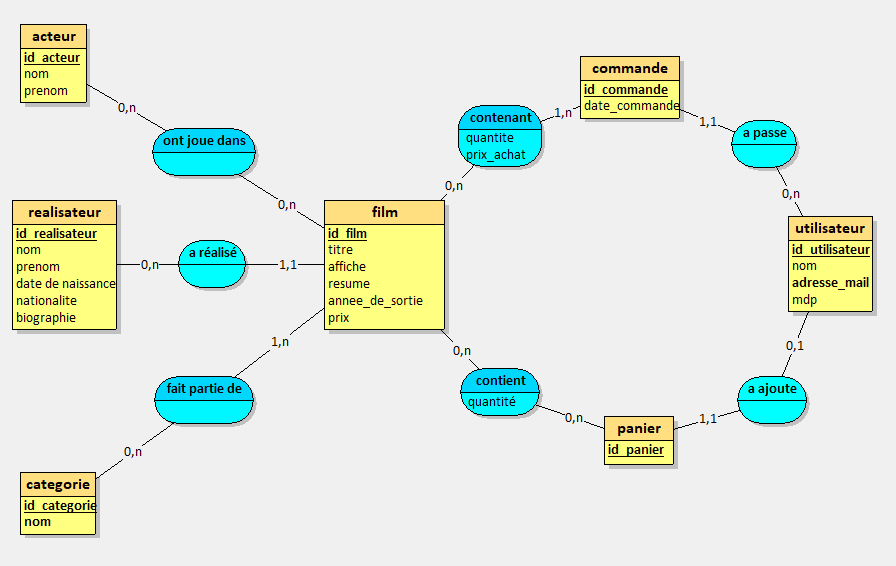 acteur
id_acteur
nom
prenom
0,n
ont joue dans
0,n
realisateur
id_realisateur
nom
prenom
date de naissance
nationalite
biographie
0,n
a réalisé
1,1
film
id_film
titre
affiche
resume
annee_de_sortie
prix
1,n
fait partie de
0,n
categorie
id_categorie
nom
0,n
contenant
quantite
prix_achat
1,n
commande
id_commande
date_commande
1,1
a passe
0,n
utilisateur
id_utilisateur
nom
adresse_mail
mdp
0,1
a ajoute
1,1
panier
id_panier
0,n
contient
quantité
0,n